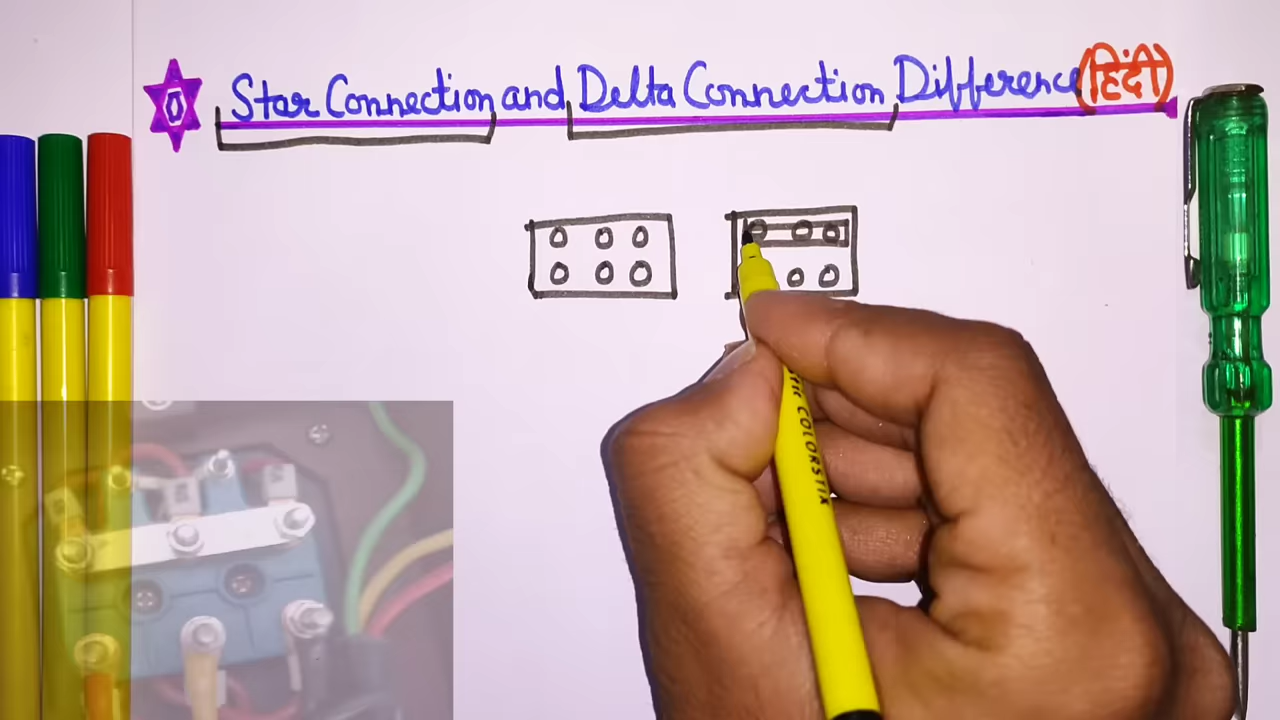 Star Connection and Delta Connection Difference (हिंदी)
COLORSTIX